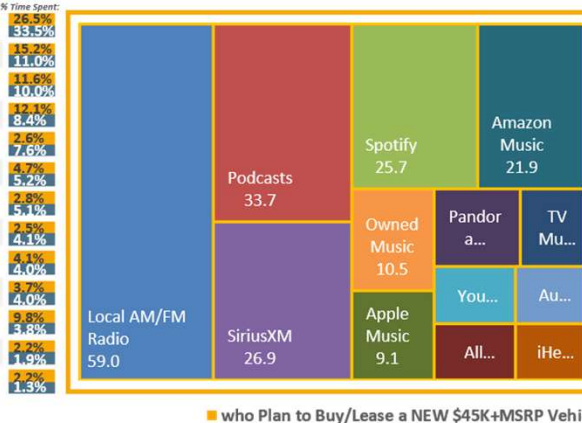 % Time Spent:
26.5%
33.5%
15.2%
11.0%
11.6%
10.0%
12.1%
8.4%
2.6%
7.6%
4.7%
5.2%
2.8%
5.1%
2.5%
4.1%
4.1%
4.0%
3.7%
4.0%
9.8%
3.8%
2.2%
1.9%
2.2%
1.3%
Local AM/FM
Radio
59.0
Podcasts
33.7
SiriusXM
26.9
Spotify
25.7
Amazon
Music
21.9
Owned
Music
10.5
Apple
Music
9.1
Pandor
a...
TV
Mu...
You...
Au...
All...
iHe...
who Plan to Buy/Lease a NEW $45K+MSRP Vehi